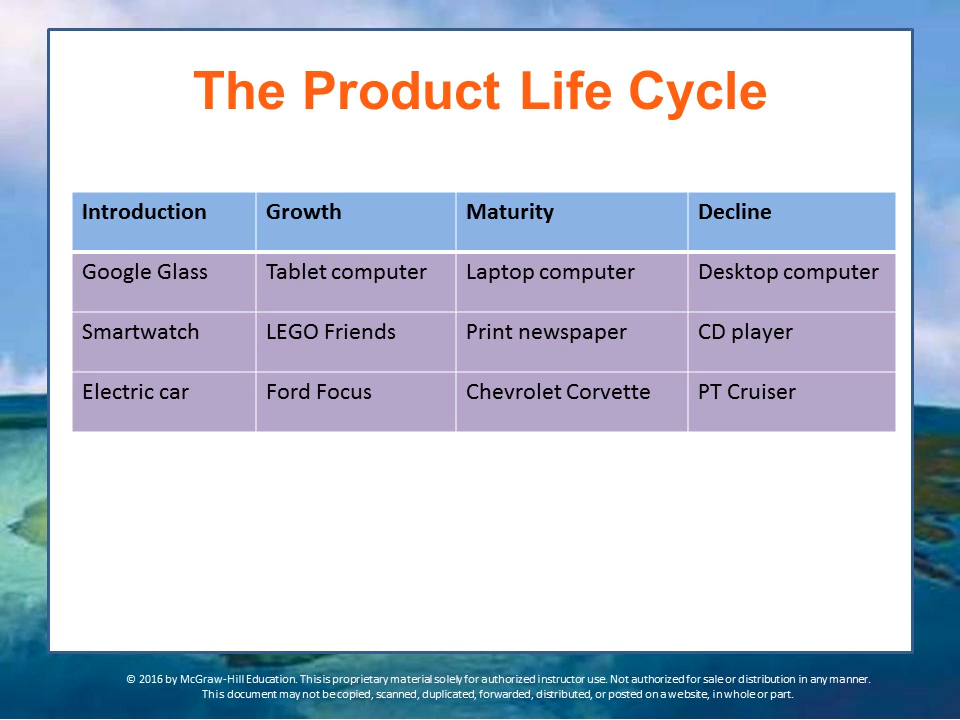 The Product Life Cycle
Introduction Growth Maturity Decline
Google Glass Tablet computer Laptop computer Desktop computer
Smartwatch LEGO Friends Print newspaper CD player
Electric car Ford Focus Chevrolet Corvette PT Cruiser
© 2016 by McGraw-Hill Education. This is proprietary material solely for authorized instructor use. Not authorized for sale or distribution in any manner.
This document may not be copied, scanned, duplicated, forwarded, distributed, or posted on a website, in whole or part.